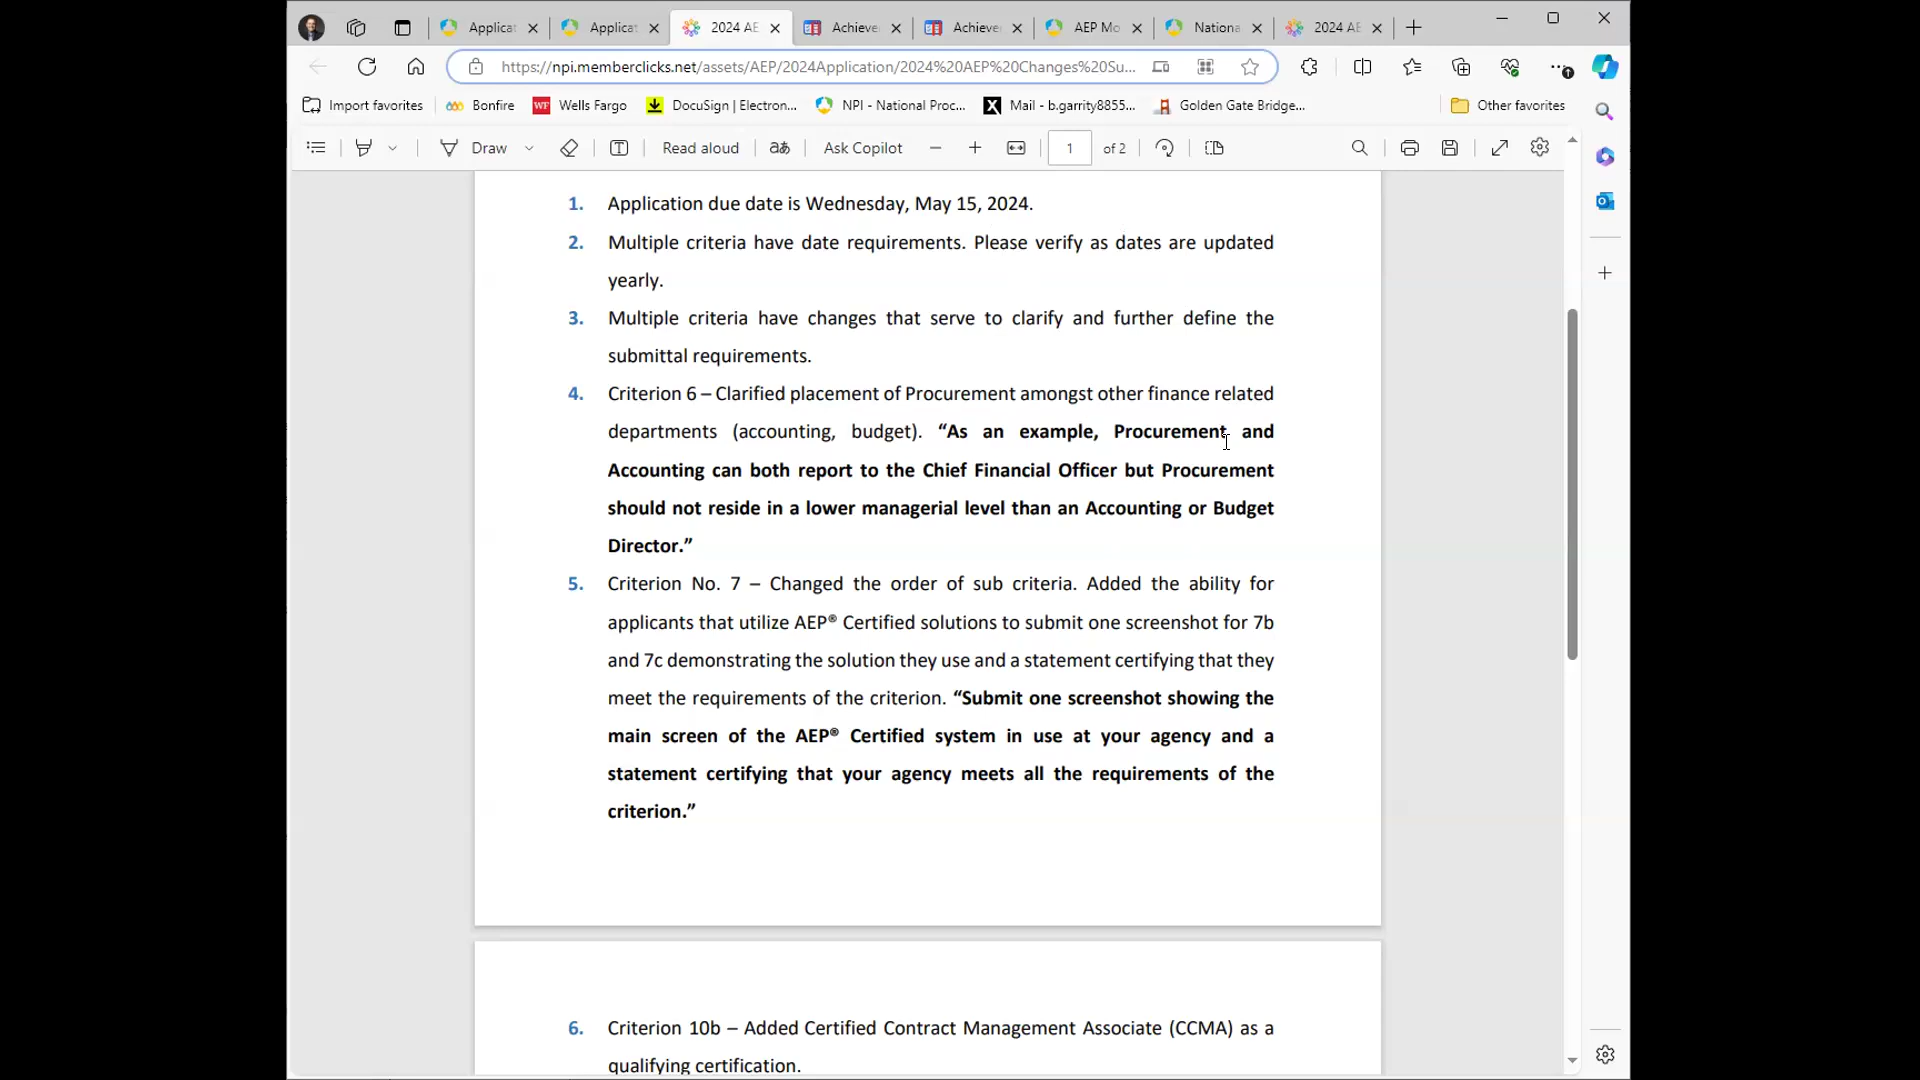 Applicat
Applicat
2024 AE
Achieve
Achieve
AEP Mo
Nationa
2024 AE
https://npi.memberclicks.net/assets/AEP/2024Application/2024%20AEP%20Changes%20Su...
Import favorites
Bonfire
WF Wells Fargo
DocuSign | Electron...
NPI - National Proc...
X Mail - b.garrity8855...
Golden Gate Bridge...
Other favorites
Draw
Read aloud
aあ
Ask Copilot
1
of 2
1. Application due date is Wednesday, May 15, 2024.
2. Multiple criteria have date requirements. Please verify as dates are updated
yearly.
3. Multiple criteria have changes that serve to clarify and further define the
submittal requirements.
4. Criterion 6 – Clarified placement of Procurement amongst other finance related
departments (accounting, budget). “As an example, Procurement and
Accounting can both report to the Chief Financial Officer but Procurement
should not reside in a lower managerial level than an Accounting or Budget
Director.”
5. Criterion No. 7 – Changed the order of sub criteria. Added the ability for
applicants that utilize AEP® Certified solutions to submit one screenshot for 7b
and 7c demonstrating the solution they use and a statement certifying that they
meet the requirements of the criterion. “Submit one screenshot showing the
main screen of the AEP® Certified system in use at your agency and a
statement certifying that your agency meets all the requirements of the
criterion.”
6. Criterion 10b – Added Certified Contract Management Associate (CCMA) as a
qualifying certification.